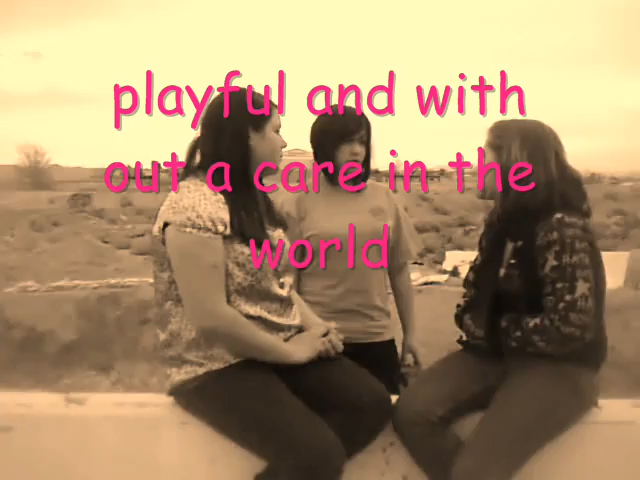 playful and with
out a care in the
world